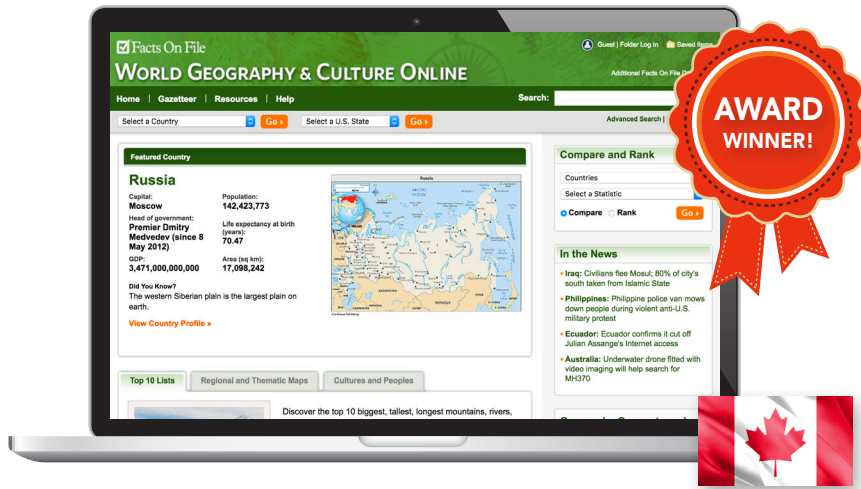 Facts On File
WORLD GEOGRAPHY & CULTURE ONLINE
Guest | Folder Log In
Saved Items
Additional Facts On File
Home | Gazetteer | Resources | Help
Search:
Select a Country
Go
Select a U.S. State
Go
Advanced Search |
AWARD
WINNER!
Featured Country
Russia
Capital:
Moscow
Head of government:
Premier Dmitry
Medvedev (since 8
May 2012)
GDP:
3,471,000,000,000
Population:
142,423,773
Life expectancy at birth
(years):
70.47
Area (sq km):
17,098,242
Did You Know?
The western Siberian plain is the largest plain on
earth.
View Country Profile »
Russia
Compare and Rank
Countries
Select a Statistic
Compare
Rank
Go
In the News
Iraq: Civilians flee Mosul; 80% of city's
south taken from Islamic State
Philippines: Philippine police van mows
down people during violent anti-U.S.
military protest
Ecuador: Ecuador confirms it cut off
Julian Assange's Internet access
Australia: Underwater drone fitted with
video imaging will help search for
MH370
Top 10 Lists
Regional and Thematic Maps
Cultures and Peoples
Discover the top 10 biggest, tallest, longest mountains, rivers,